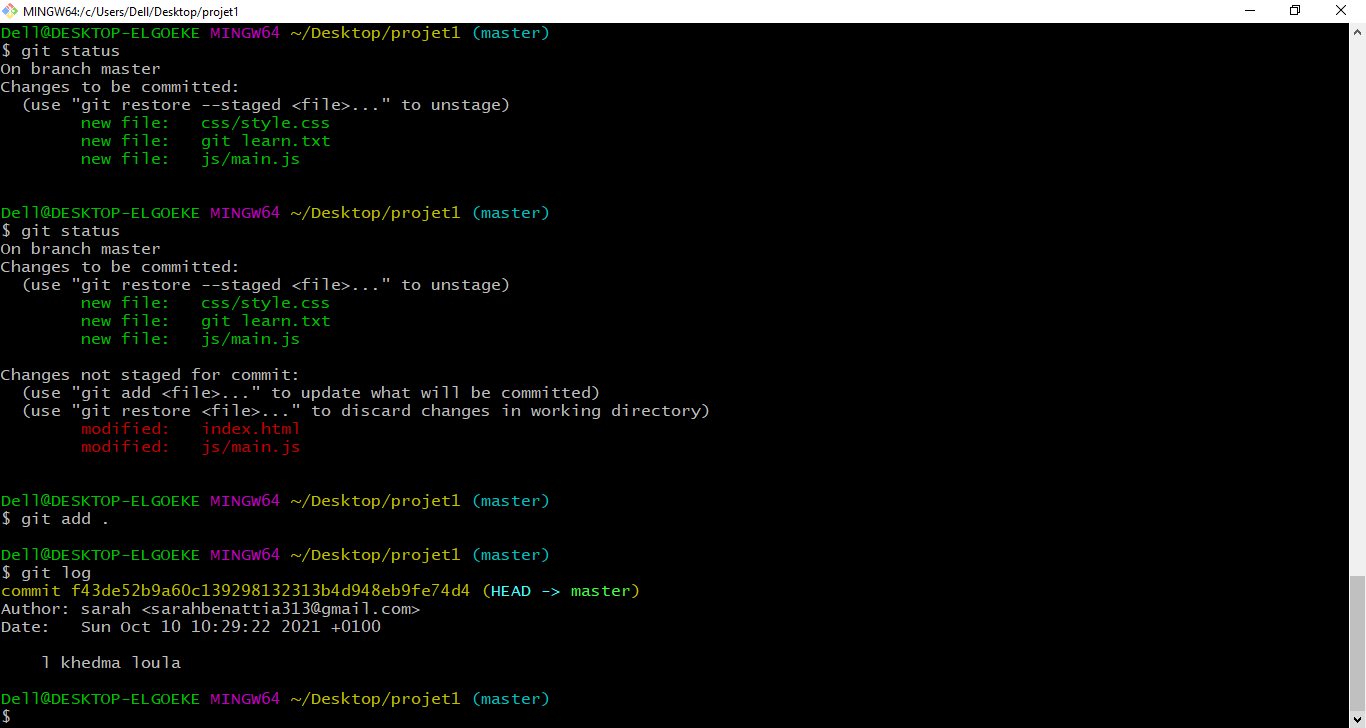 MINGW64:/c/Users/Dell/Desktop/projet1
Dell@DESKTOP-ELGOEKE MINGW64 ~/Desktop/projet1 (master)
$ git status
On branch master
Changes to be committed:
  (use "git restore --staged <file>..." to unstage)
        new file:   css/style.css
        new file:   git learn.txt
        new file:   js/main.js
Dell@DESKTOP-ELGOEKE MINGW64 ~/Desktop/projet1 (master)
$ git status
On branch master
Changes to be committed:
  (use "git restore --staged <file>..." to unstage)
        new file:   css/style.css
        new file:   git learn.txt
        new file:   js/main.js
Changes not staged for commit:
  (use "git add <file>..." to update what will be committed)
  (use "git restore <file>..." to discard changes in working directory)
        modified:   index.html
        modified:   js/main.js
Dell@DESKTOP-ELGOEKE MINGW64 ~/Desktop/projet1 (master)
$ git add .
Dell@DESKTOP-ELGOEKE MINGW64 ~/Desktop/projet1 (master)
$ git log
commit f43de52b9a60c139298132313b4d948eb9fe74d4 (HEAD -> master)
Author: sarah <sarahbenattia313@gmail.com>
Date:   Sun Oct 10 10:29:22 2021 +0100
    l khedma loula
Dell@DESKTOP-ELGOEKE MINGW64 ~/Desktop/projet1 (master)
$